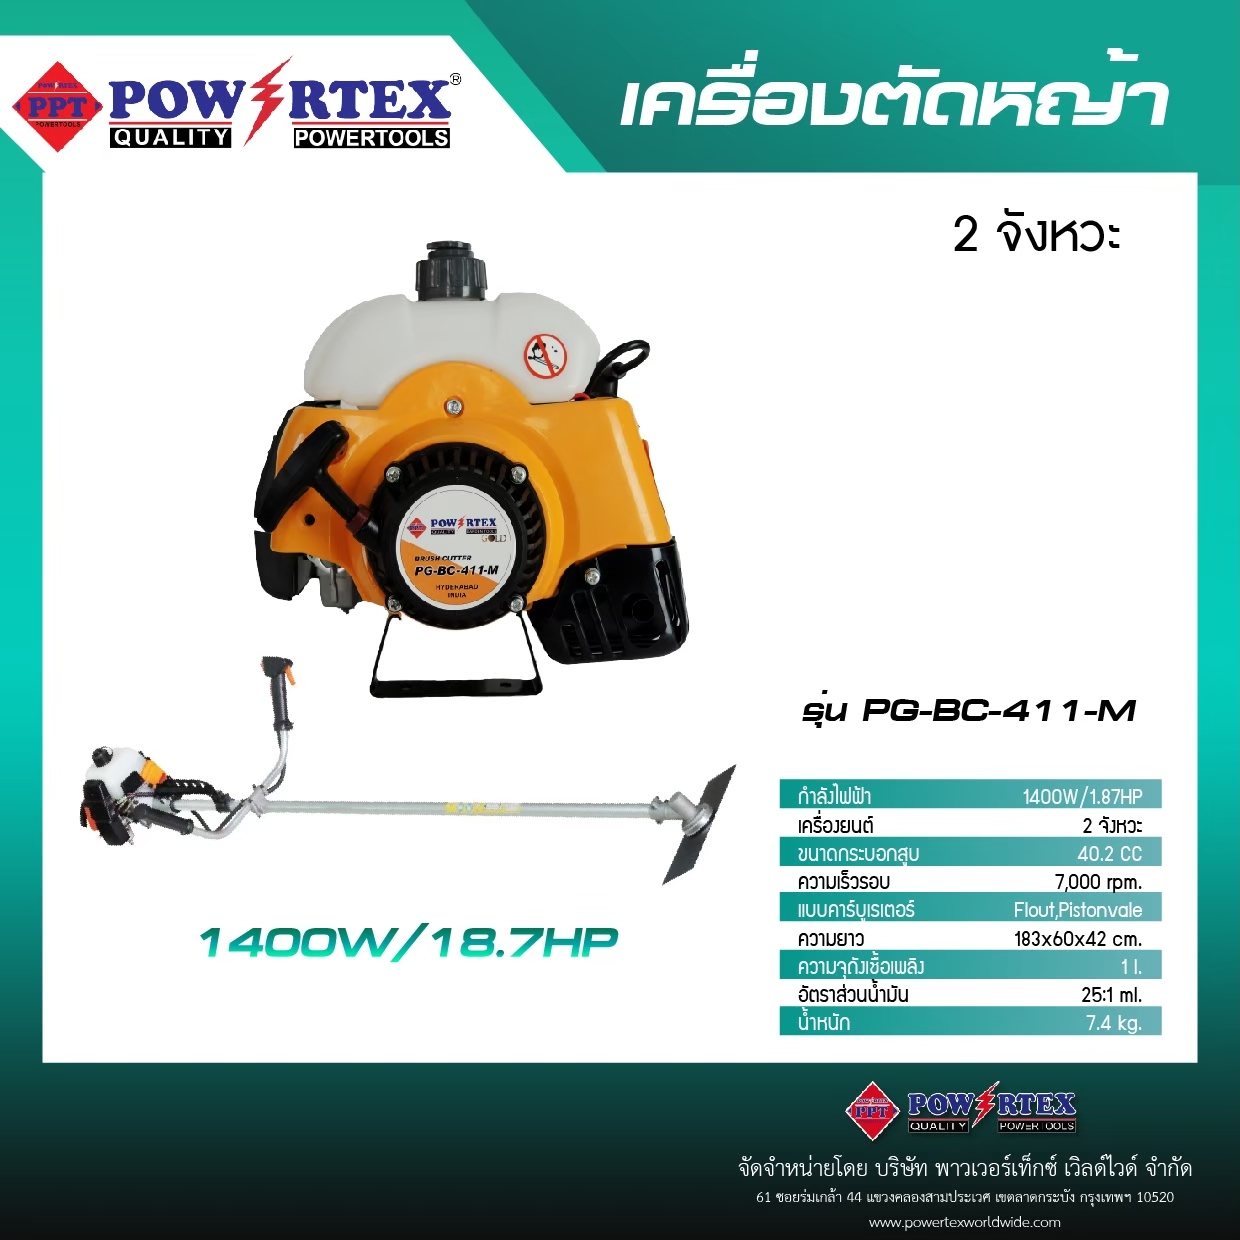 POWERTEX PPT POWERTOOLS
POWERTEX®
QUALITY POWERTOOLS
เครื่องตัดหญ้า
2 จังหวะ
PPT POWERTEX
QUALITY POWERTOOLS
GOLD
BRUSH CUTTER
PG-BC-411-M
HYDERABAD
INDIA
รุ่น PG-BC-411-M
กำลังไฟฟ้า 1400W/1.87HP
เครื่องยนต์ 2 จังหวะ
ขนาดกระบอกสูบ 40.2 CC
ความเร็วรอบ 7,000 rpm.
แบบคาร์บูเรเตอร์ Flout,Pistonvale
ความยาว 183x60x42 cm.
ความจุถังเชื้อเพลิง 1 l.
อัตราส่วนน้ำมัน 25:1 ml.
น้ำหนัก 7.4 kg.
1400W/18.7HP
PPT POWERTEX
QUALITY POWERTOOLS
จัดจำหน่ายโดย บริษัท พาวเวอร์เท็กซ์ เวิลด์ไวด์ จำกัด
61 ซอยร่มเกล้า 44 แขวงคลองสามประเวศ เขตลาดกระบัง กรุงเทพฯ 10520
www.powertexworldwide.com